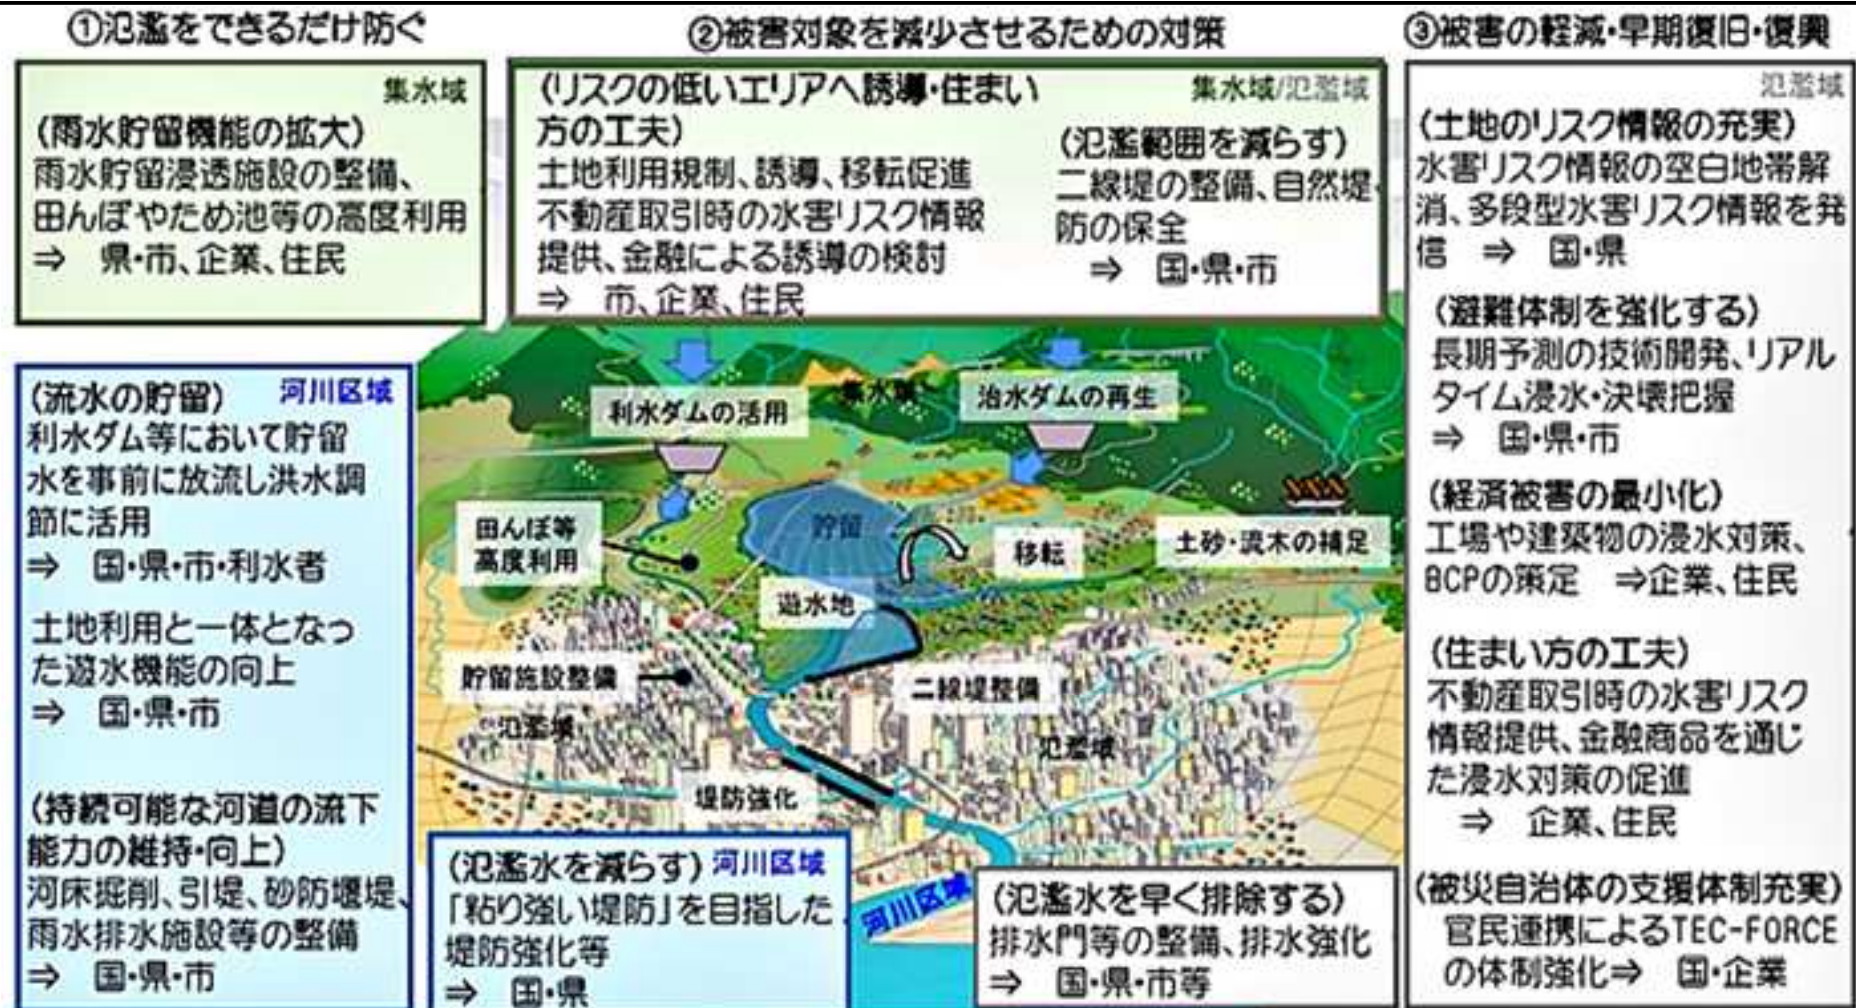 ①氾濫をできるだけ防ぐ
集水域
(雨水貯留機能の拡大)
雨水貯留浸透施設の整備、
田んぼやため池等の高度利用
⇒ 県・市、企業、住民
(流水の貯留) 河川区域
利水ダム等において貯留
水を事前に放流し洪水調
節に活用
⇒ 国・県・市・利水者
土地利用と一体となっ
た遊水機能の向上
⇒ 国・県・市
(持続可能な河道の流下
能力の維持・向上)
河床掘削、引堤、砂防堰堤、
雨水排水施設等の整備
⇒ 国・県・市
(氾濫水を減らす) 河川区域
「粘り強い堤防」を目指した
堤防強化等
⇒ 国・県
②被害対象を減少させるための対策
集水域/氾濫域
(リスクの低いエリアへ誘導・住まい
方の工夫)
土地利用規制、誘導、移転促進
不動産取引時の水害リスク情報
提供、金融による誘導の検討
⇒ 市、企業、住民
(氾濫範囲を減らす)
二線堤の整備、自然堤
防の保全
⇒ 国・県・市
利水ダムの活用
集水域
治水ダムの再生
田んぼ等
高度利用
貯留
移転
土砂・流木の補足
遊水地
貯留施設整備
二線堤整備
氾濫域
氾濫域
堤防強化
河川区域
(氾濫水を早く排除する)
排水門等の整備、排水強化
⇒ 国・県・市等
③被害の軽減・早期復旧・復興
氾濫域
(土地のリスク情報の充実)
水害リスク情報の空白地帯解
消、多段型水害リスク情報を発
信 ⇒ 国・県
(避難体制を強化する)
長期予測の技術開発、リアル
タイム浸水・決壊把握
⇒ 国・県・市
(経済被害の最小化)
工場や建築物の浸水対策、
BCPの策定 ⇒企業、住民
(住まい方の工夫)
不動産取引時の水害リスク
情報提供、金融商品を通じ
た浸水対策の促進
⇒ 企業、住民
(被災自治体の支援体制充実)
官民連携によるTEC-FORCE
の体制強化⇒ 国・企業